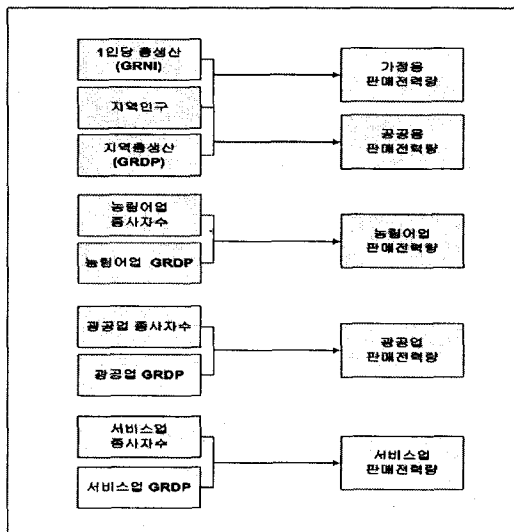 1인당 총생산
(GRNI)
지역인구
지역총생산
(GRDP)
농림어업
종사자수
농림어업 GRDP
광공업 종사자수
광공업 GRDP
서비스업
종사자수
서비스업 GRDP
가정용
판매전력량
공공용
판매전력량
농림어업
판매전력량
광공업
판매전력량
서비스업
판매전력량